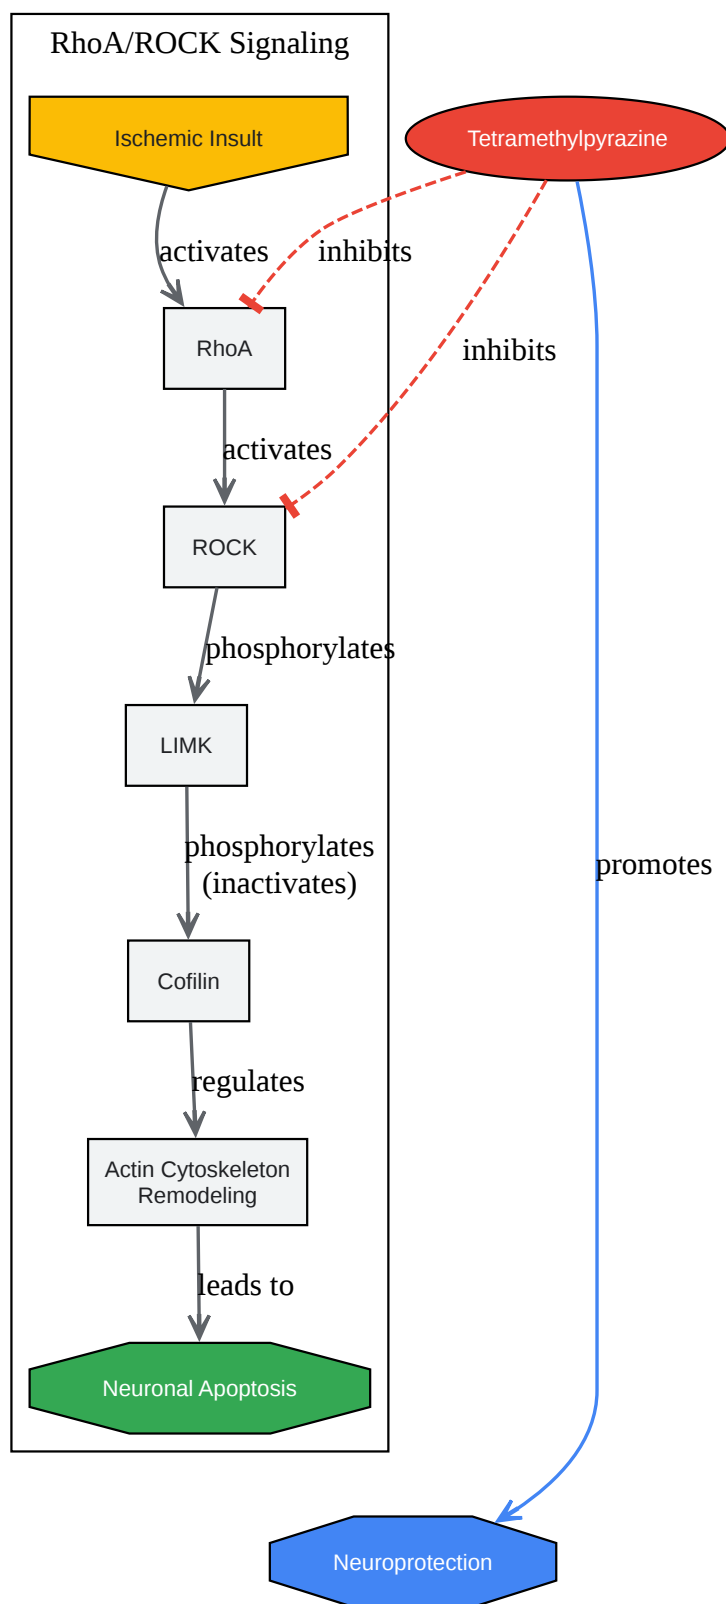 RhoA/ROCK Signaling
Ischemic Insult
Tetramethylpyrazine
activates
inhibits
RhoA
inhibits
activates
ROCK
phosphorylates
LIMK
phosphorylates
(inactivates)
promotes
Cofilin
regulates
Actin Cytoskeleton
Remodeling
leads to
Neuronal Apoptosis
Neuroprotection